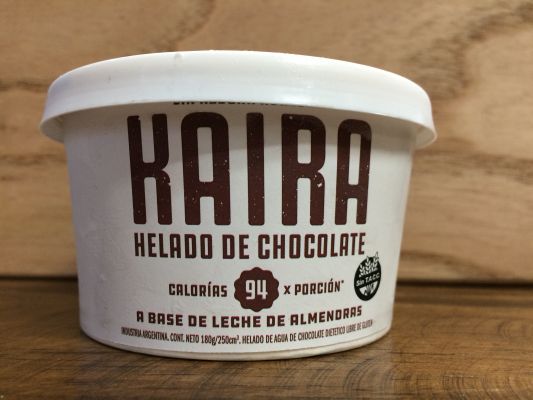 KAIRA
HELADO DE CHOCOLATE
CALORÍAS 94 x PORCIÓN*
Sin T.A.C.C.
A BASE DE LECHE DE ALMENDRAS
INDUSTRIA ARGENTINA. CONT. NETO 180g/250cm³. HELADO DE AGUA DE CHOCOLATE DIETETICO LIBRE DE GLUTEN